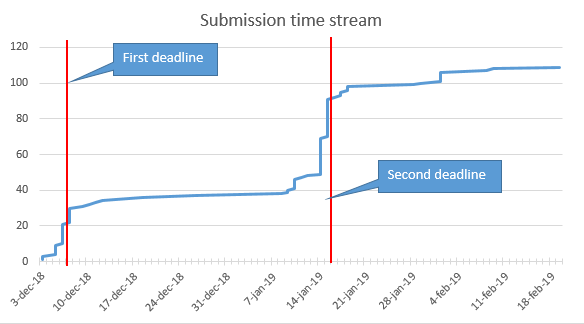 Submission time stream
120
100
80
60
40
20
0
First deadline
Second deadline
3-dec-18
10-dec-18
17-dec-18
24-dec-18
31-dec-18
7-jan-19
14-jan-19
21-jan-19
28-jan-19
4-feb-19
11-feb-19
18-feb-19